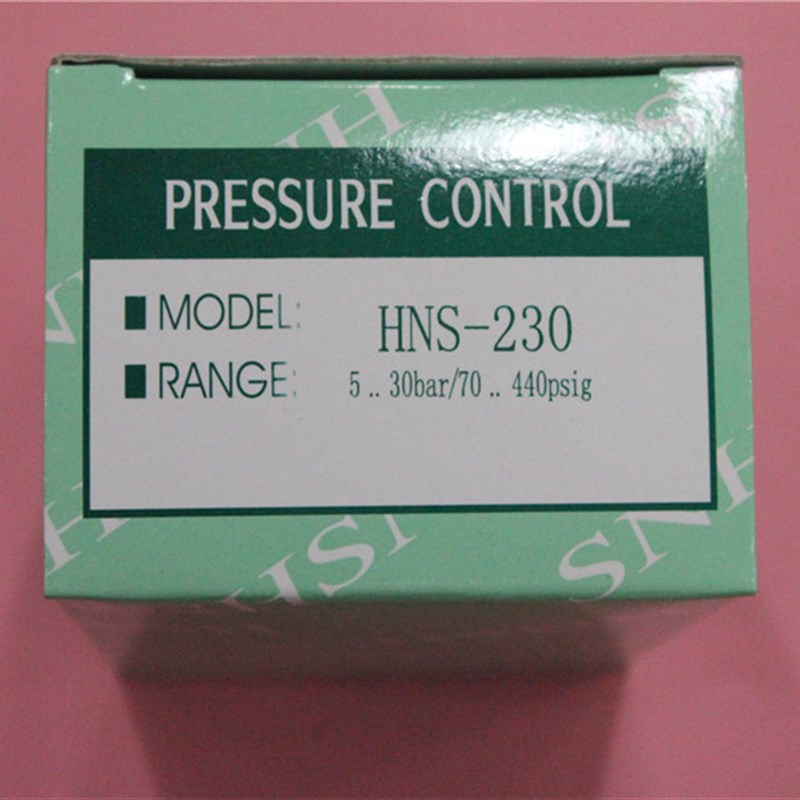 PRESSURE CONTROL
MODEL: HNS-230
RANGE: 5 .. 30bar/70 .. 440psig